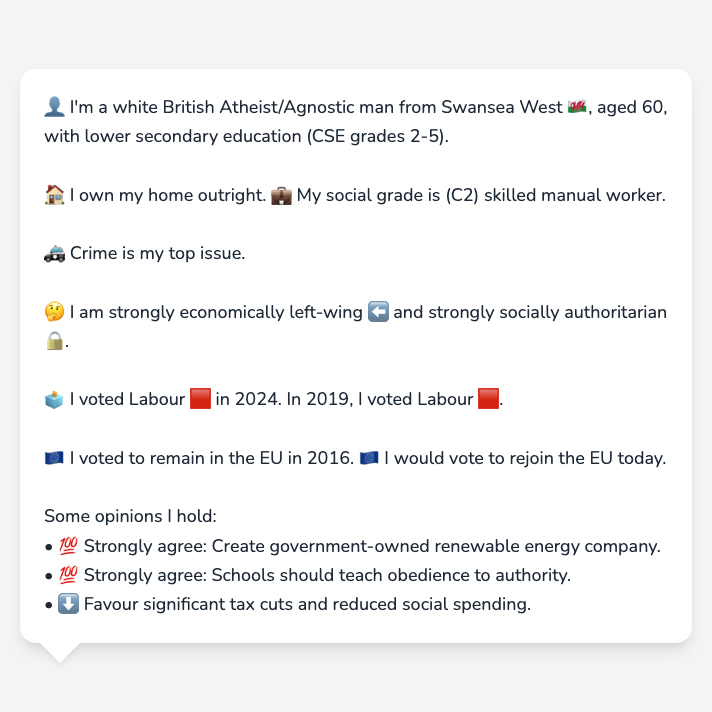 👤 I'm a white British Atheist/Agnostic man from Swansea West 🏴󠁧󠁢󠁷󠁬󠁳󠁿, aged 60,
with lower secondary education (CSE grades 2-5).
🏠 I own my home outright. 💼 My social grade is (C2) skilled manual worker.
🚓 Crime is my top issue.
🤔 I am strongly economically left-wing ⬅️ and strongly socially authoritarian
🔒.
🗳️ I voted Labour 🟥 in 2024. In 2019, I voted Labour 🟥.
🇪🇺 I voted to remain in the EU in 2016. 🇪🇺 I would vote to rejoin the EU today.
Some opinions I hold:
• 💯 Strongly agree: Create government-owned renewable energy company.
• 💯 Strongly agree: Schools should teach obedience to authority.
• ⬇️ Favour significant tax cuts and reduced social spending.